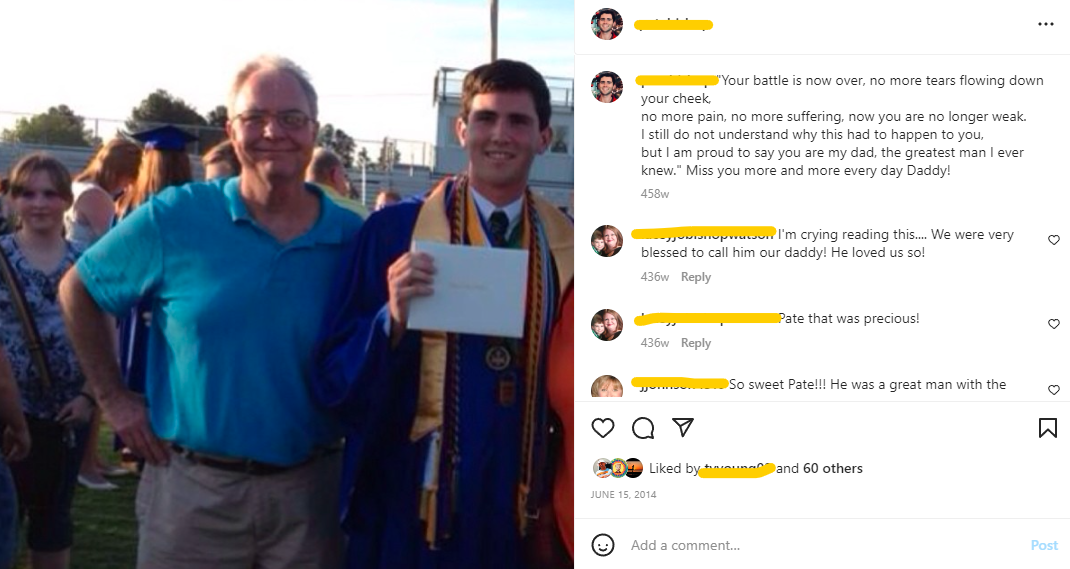 "Your battle is now over, no more tears flowing down
your cheek,
no more pain, no more suffering, now you are no longer weak.
I still do not understand why this had to happen to you,
but I am proud to say you are my dad, the greatest man I ever
knew." Miss you more and more every day Daddy!
458w
I'm crying reading this.... We were very
blessed to call him our daddy! He loved us so!
436w Reply
Pate that was precious!
436w Reply
So sweet Pate!!! He was a great man with the
Liked by and 60 others
JUNE 15, 2014
Add a comment... Post